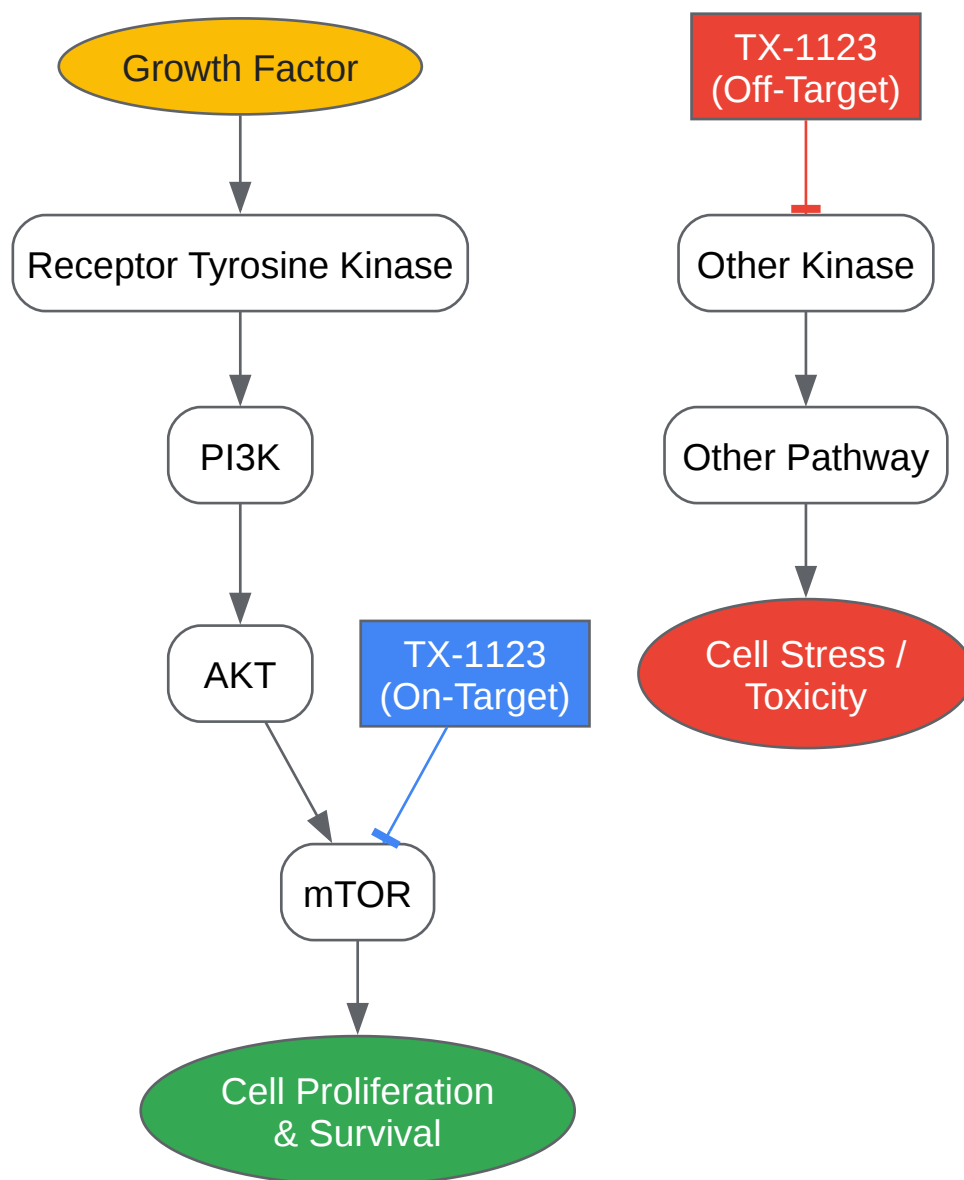 Growth Factor
Receptor Tyrosine Kinase
PI3K
AKT
TX-1123
(On-Target)
mTOR
Cell Proliferation
& Survival
TX-1123
(Off-Target)
Other Kinase
Other Pathway
Cell Stress /
Toxicity